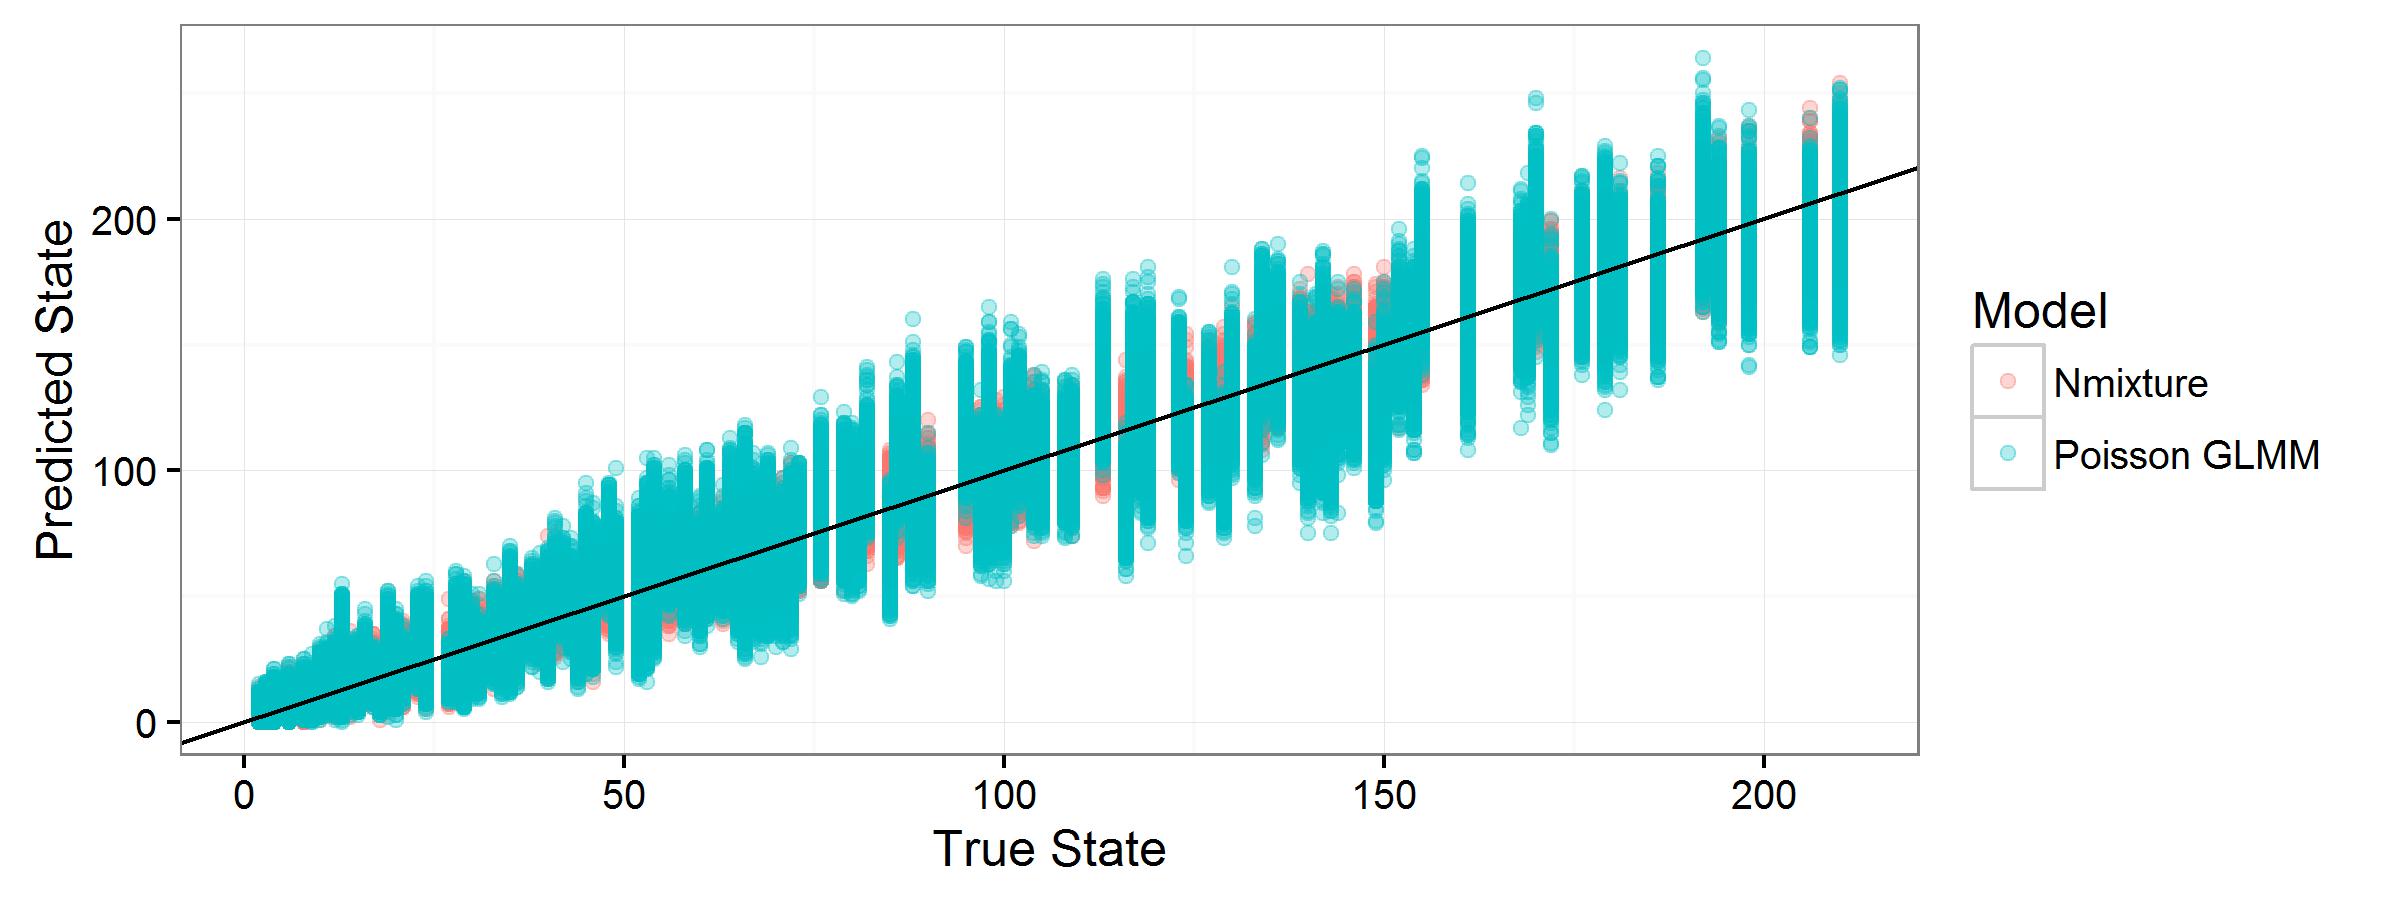 Predicted State
200
100
0
0 50 100 150 200
True State
Model
Nmixture
Poisson GLMM